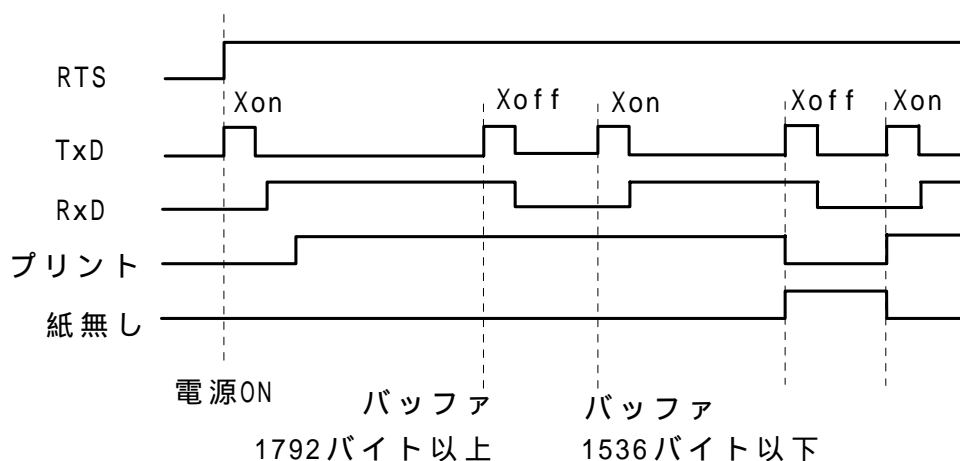 RTS
Xon
Xoff
Xon
Xoff
Xon
TxD
RxD
プリント
紙無し
電源ON
バッファ
1792バイト以上
バッファ
1536バイト以下